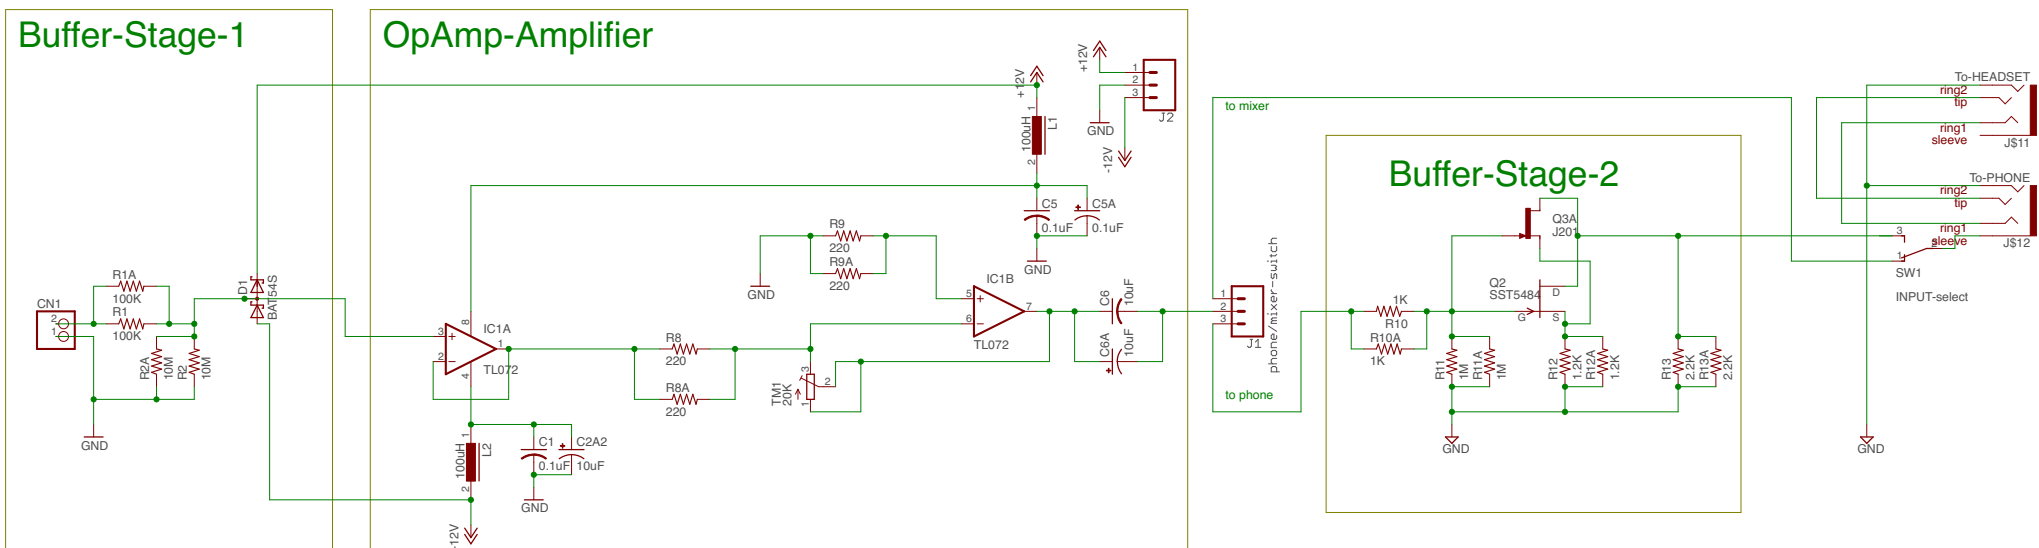 Buffer-Stage-1
OpAmp-Amplifier
Buffer-Stage-2
CN1
2
1
R1A
100K
R1
100K
R2A
10M
R2
10M
GND
D1
BAT54S
+12V
1
100uH
L1
2
+12V
1
2
3
J2
GND
-12V
C5
0.1uF
C5A
0.1uF
GND
8
3
2
1
4
IC1A
TL072
1
100uH
L2
2
C1
0.1uF
C2A2
10uF
GND
-12V
R8
220
R8A
220
R9
220
R9A
220
GND
TM1
20K
3
2
1
IC1B
5
6
7
TL072
C6
10uF
C6A
10uF
1
2
3
J1
phone/mixer-switch
to mixer
to phone
1K
R10
R10A
1K
R11
1M
R11A
1M
Q3A
J201
Q2
SST5484
D
G
S
R12
1.2K
R12A
1.2K
R13
2.2K
R13A
2.2K
GND
GND
To-HEADSET
ring2
tip
ring1
sleeve
J$11
To-PHONE
ring2
tip
ring1
sleeve
J$12
3
2
1
SW1
INPUT-select